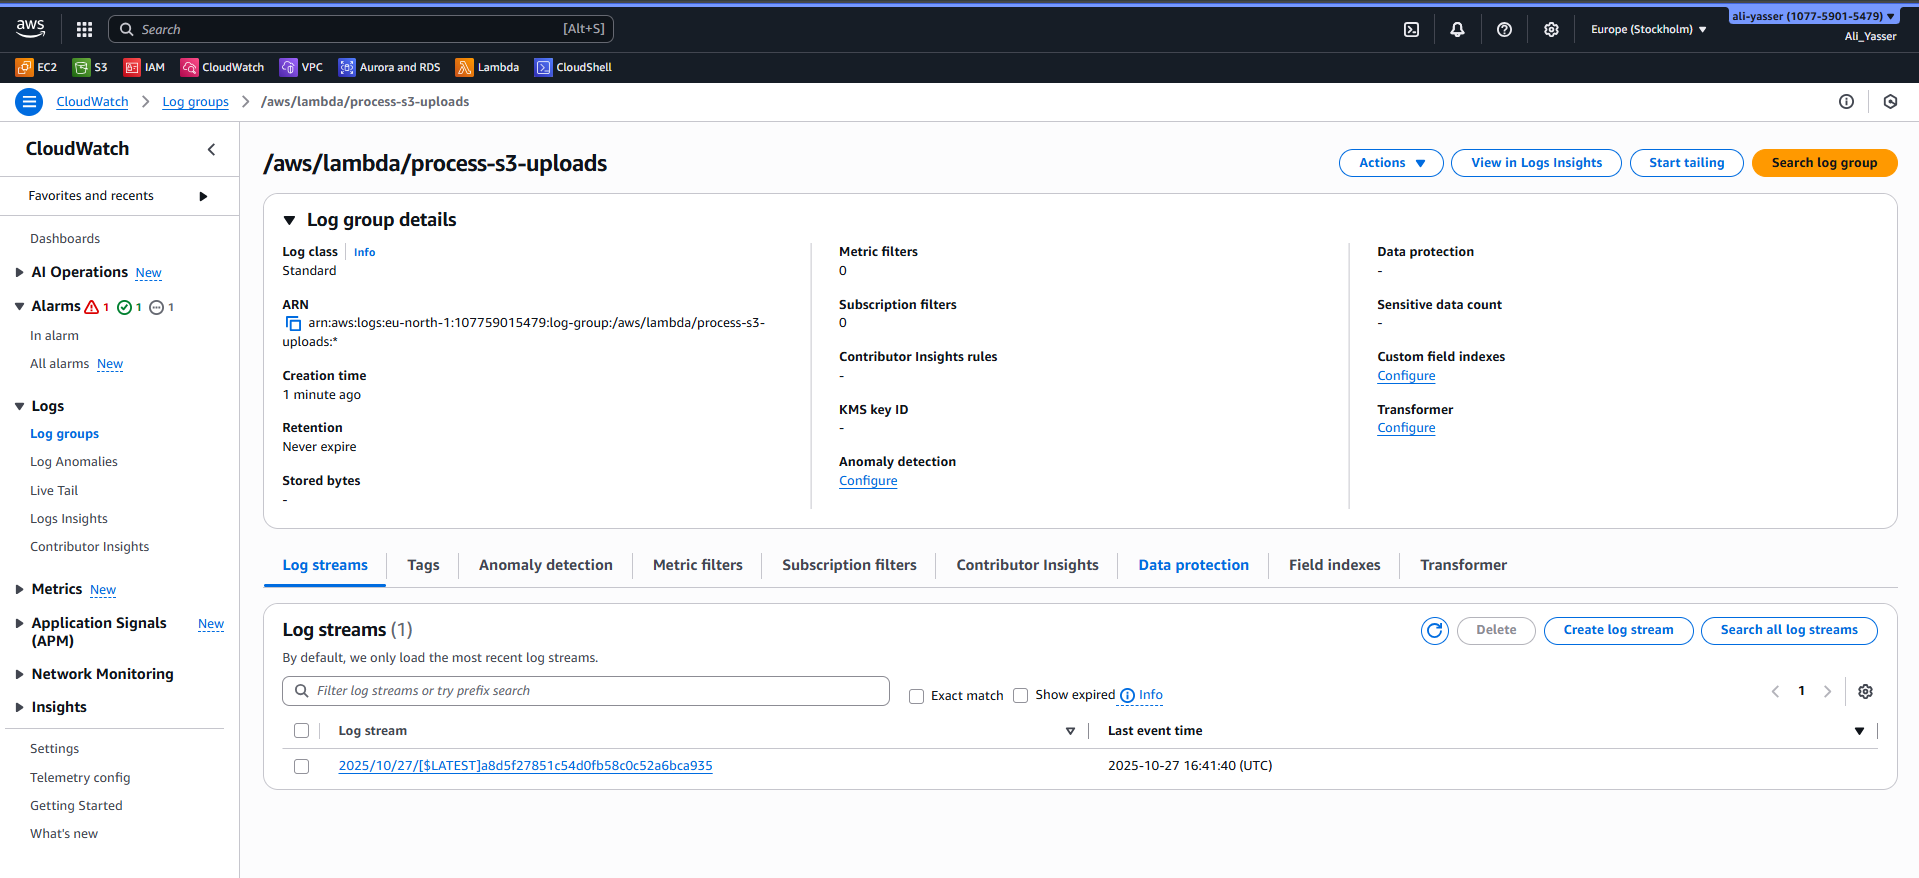 aws
Search [Alt+S]
Europe (Stockholm)
ali-yasser (1077-5901-5479)
Ali_Yasser
EC2 S3 IAM CloudWatch VPC Aurora and RDS Lambda CloudShell
CloudWatch Log groups /aws/lambda/process-s3-uploads
CloudWatch
Favorites and recents
Dashboards
AI Operations New
Alarms 1 1 1
In alarm
All alarms New
Logs
Log groups
Log Anomalies
Live Tail
Logs Insights
Contributor Insights
Metrics New
Application Signals New
(APM)
Network Monitoring
Insights
Settings
Telemetry config
Getting Started
What's new
/aws/lambda/process-s3-uploads
Actions View in Logs Insights Start tailing Search log group
Log group details
Log class Info
Standard
ARN
arn:aws:logs:eu-north-1:107759015479:log-group:/aws/lambda/process-s3-
uploads:*
Creation time
1 minute ago
Retention
Never expire
Stored bytes
-
Metric filters
0
Subscription filters
0
Contributor Insights rules
-
KMS key ID
-
Anomaly detection
Configure
Data protection
-
Sensitive data count
-
Custom field indexes
Configure
Transformer
Configure
Log streams Tags Anomaly detection Metric filters Subscription filters Contributor Insights Data protection Field indexes Transformer
Log streams (1)
Delete Create log stream Search all log streams
By default, we only load the most recent log streams.
Filter log streams or try prefix search Exact match Show expired Info 1
Log stream Last event time
2025/10/27/[$LATEST]a8d5f27851c54d0fb58c0c52a6bca935 2025-10-27 16:41:40 (UTC)